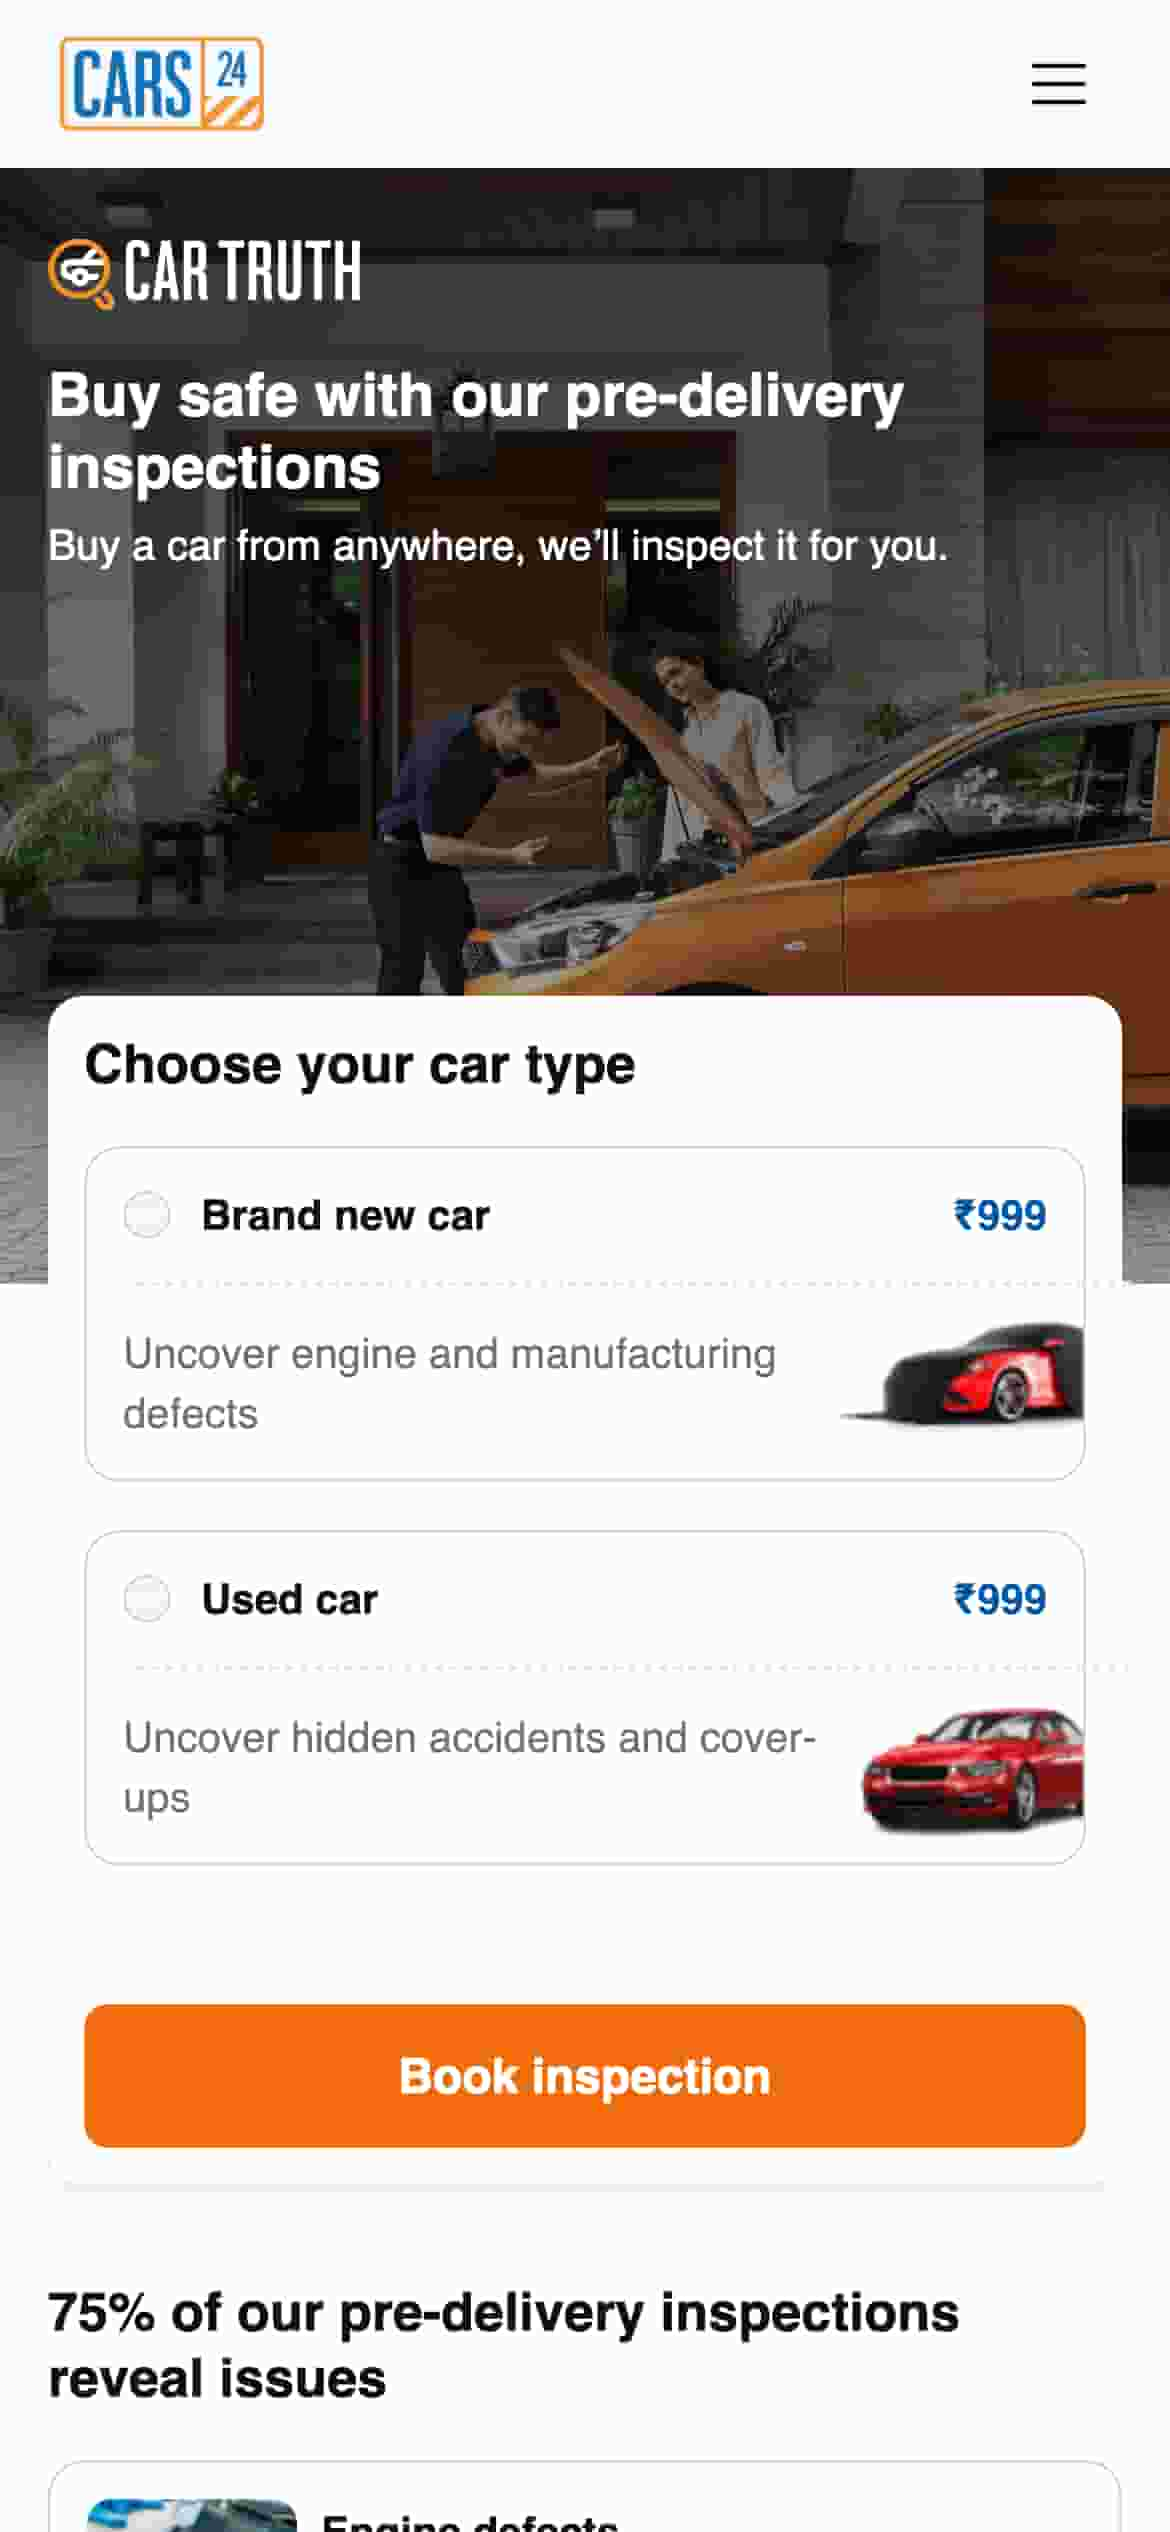 CARS 24
CAR TRUTH
Buy safe with our pre-delivery
inspections
Buy a car from anywhere, we'll inspect it for you.
Choose your car type
Brand new car ₹999
Uncover engine and manufacturing
defects
Used car ₹999
Uncover hidden accidents and cover-
ups
Book inspection
75% of our pre-delivery inspections
reveal issues
Engine defects